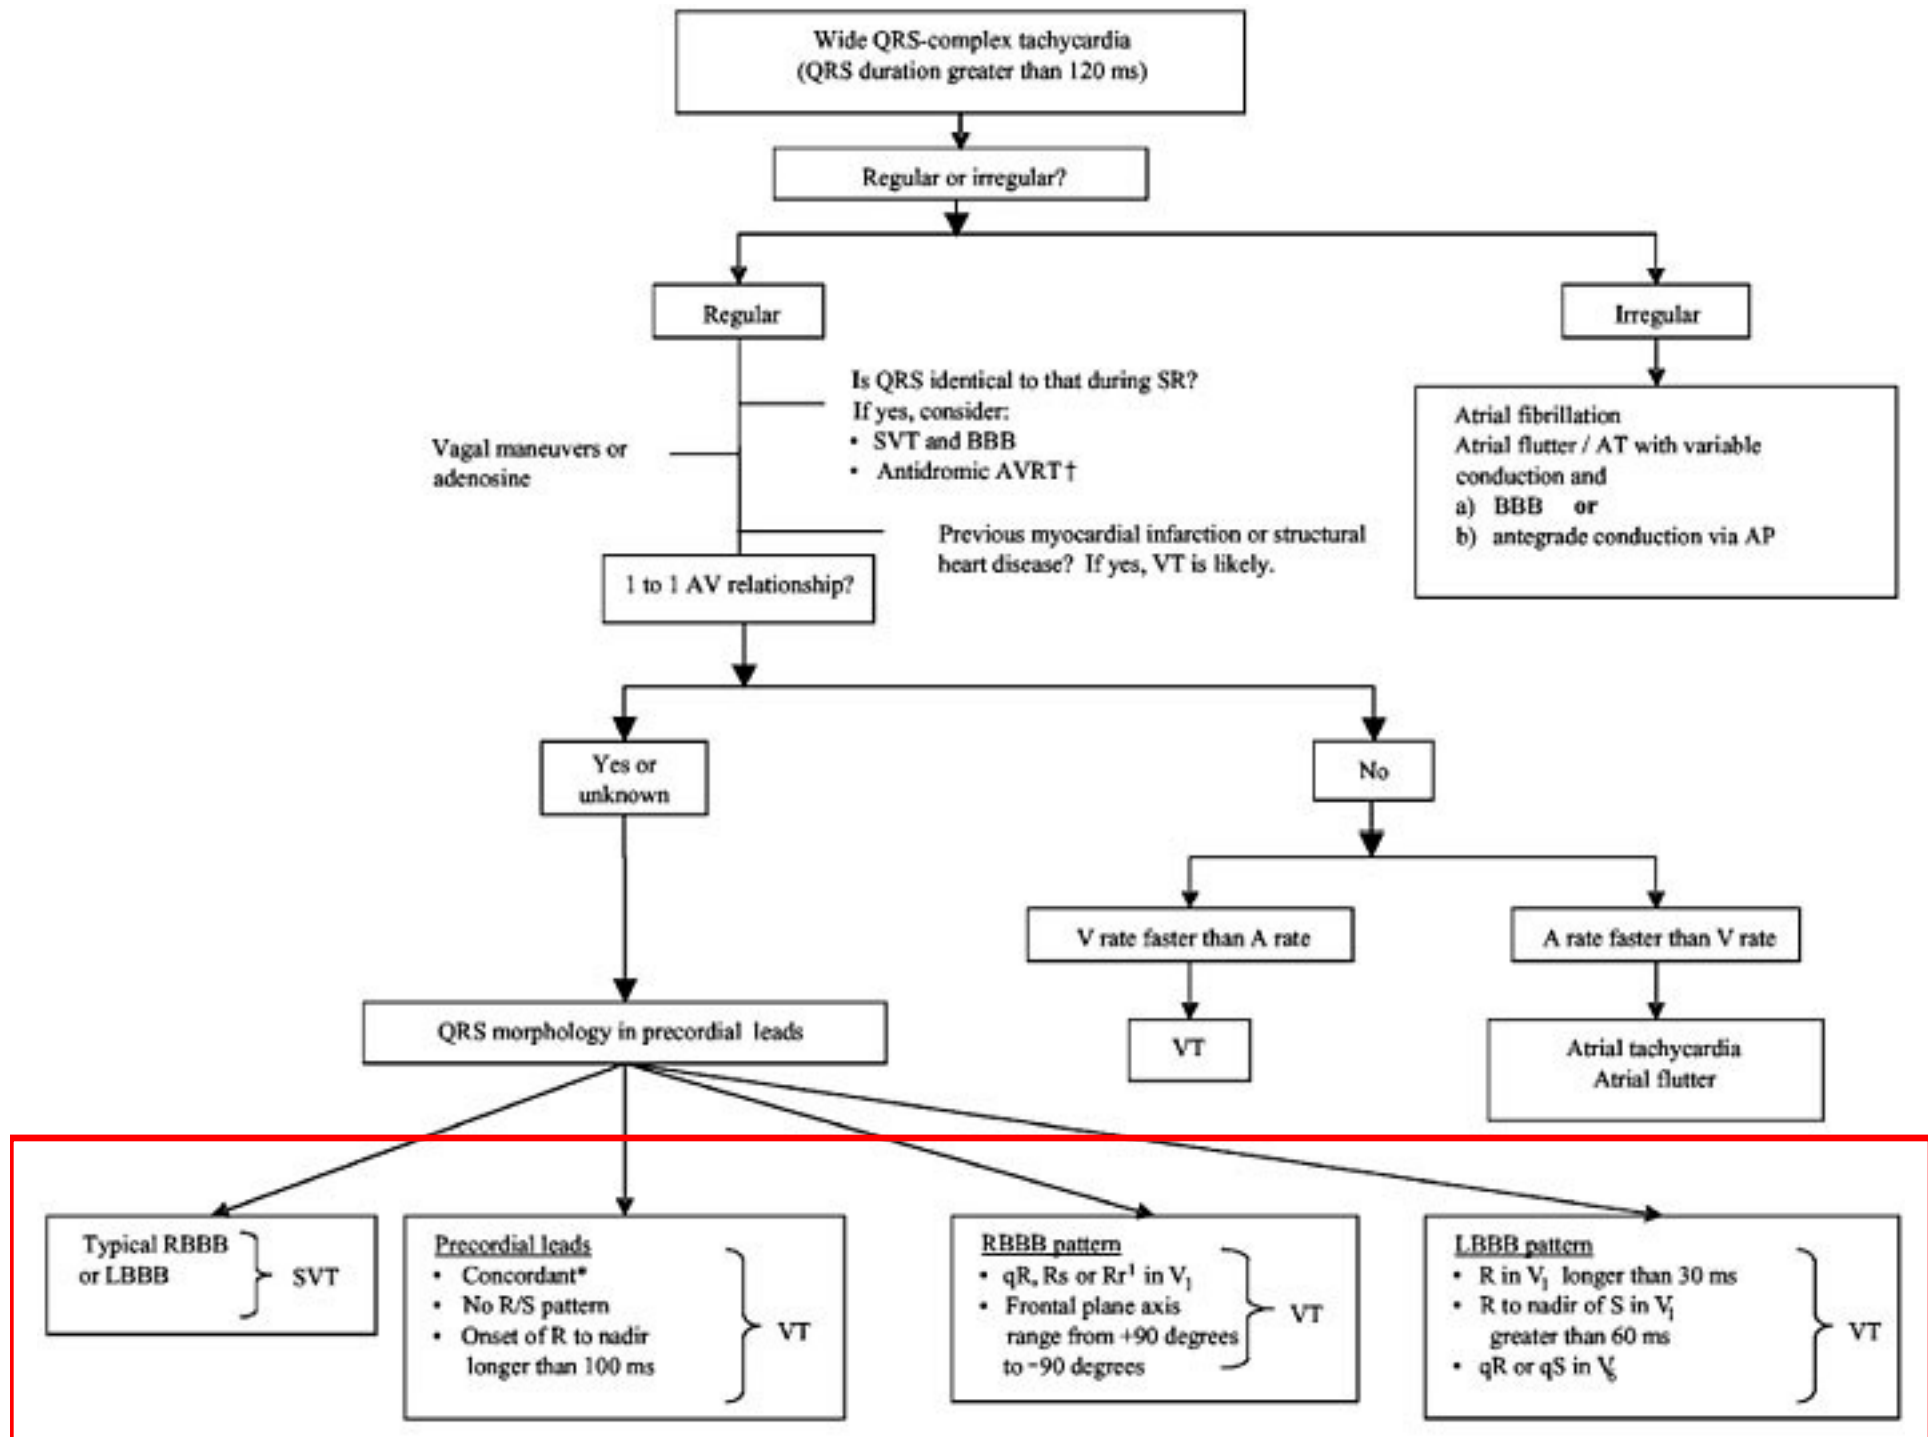 Wide QRS-complex tachycardia
(QRS duration greater than 120 ms)
Regular or irregular?
Regular
Irregular
Is QRS identical to that during SR?
If yes, consider:
• SVT and BBB
• Antidromic AVRT†
Vagal maneuvers or
adenosine
Previous myocardial infarction or structural
heart disease? If yes, VT is likely.
Atrial fibrillation
Atrial flutter / AT with variable
conduction and
a) BBB or
b) antegrade conduction via AP
1 to 1 AV relationship?
Yes or
unknown
No
V rate faster than A rate
A rate faster than V rate
VT
Atrial tachycardia
Atrial flutter
QRS morphology in precordial leads
Typical RBBB
or LBBB
SVT
Precordial leads
• Concordant*
• No R/S pattern
• Onset of R to nadir
longer than 100 ms
VT
RBBB pattern
• qR, Rs or Rr¹ in V₁
• Frontal plane axis
range from +90 degrees
to -90 degrees
VT
LBBB pattern
• R in V₁ longer than 30 ms
• R to nadir of S in V₁
greater than 60 ms
• qR or qS in V₆
VT